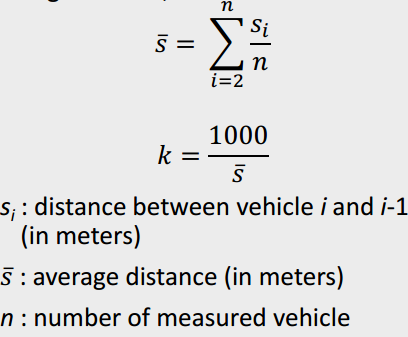 s̄ = ∑_{i=2}^{n} s_i/n
k = 1000/s̄
s_i : distance between vehicle i and i-1
(in meters)
s̄ : average distance (in meters)
n : number of measured vehicle